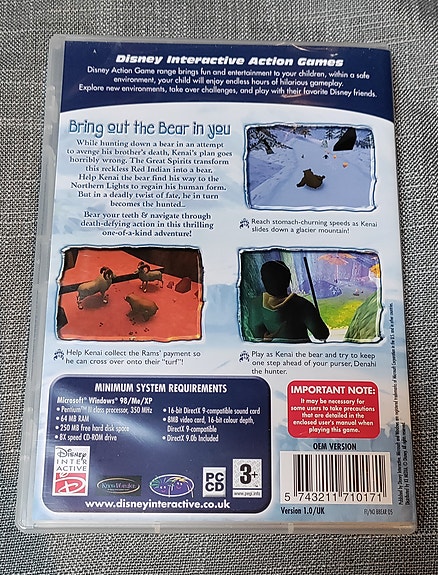 Disney Interactive Action Games
Disney Action Game range brings fun and entertainment to your children, within a safe
environment, your child will enjoy endless hours of hilarious gameplay.
Explore new environments, take over challenges, and play with their favorite Disney friends.
Bring out the Bear in you
While hunting down a bear in an attempt
to avenge his brother's death, Kenai's plan goes
horribly wrong. The Great Spirits transform
this reckless Red Indian into a bear.
Help Kenai the bear find his way to the
Northern Lights to regain his human form.
But in a deadly twist of fate, he in turn
becomes the hunted...
Bear your teeth & navigate through
death-defying action in this thrilling
one-of-a-kind adventure!
Reach stomach-churning speeds as Kenai
slides down a glacier mountain!
Help Kenai collect the Rams' payment so
he can cross over onto their "turf"!
Play as Kenai the bear and try to keep
one step ahead of your purser, Denahi
the hunter.
MINIMUM SYSTEM REQUIREMENTS
Microsoft® Windows® 98/Me/XP
• Pentium™ II class processor, 350 MHz
• 64 MB RAM
• 250 MB free hard disk space
• 8X speed CD-ROM drive
• 16-bit DirectX 9-compatible sound card
• 8MB video card, 16-bit colour depth,
DirectX 9-compatible
• DirectX 9.0b Included
DISNEY
INTER
ACTIVE
KnowWonder
PC
CD
3+
www.pegi.info
www.disneyinteractive.co.uk
IMPORTANT NOTE:
It may be necessary for
some users to take precautions
that are detailed in the
enclosed user's manual when
playing this game.
OEM VERSION
5 743211 710171
Version 1.0/UK
FI/NO BBEAR 05